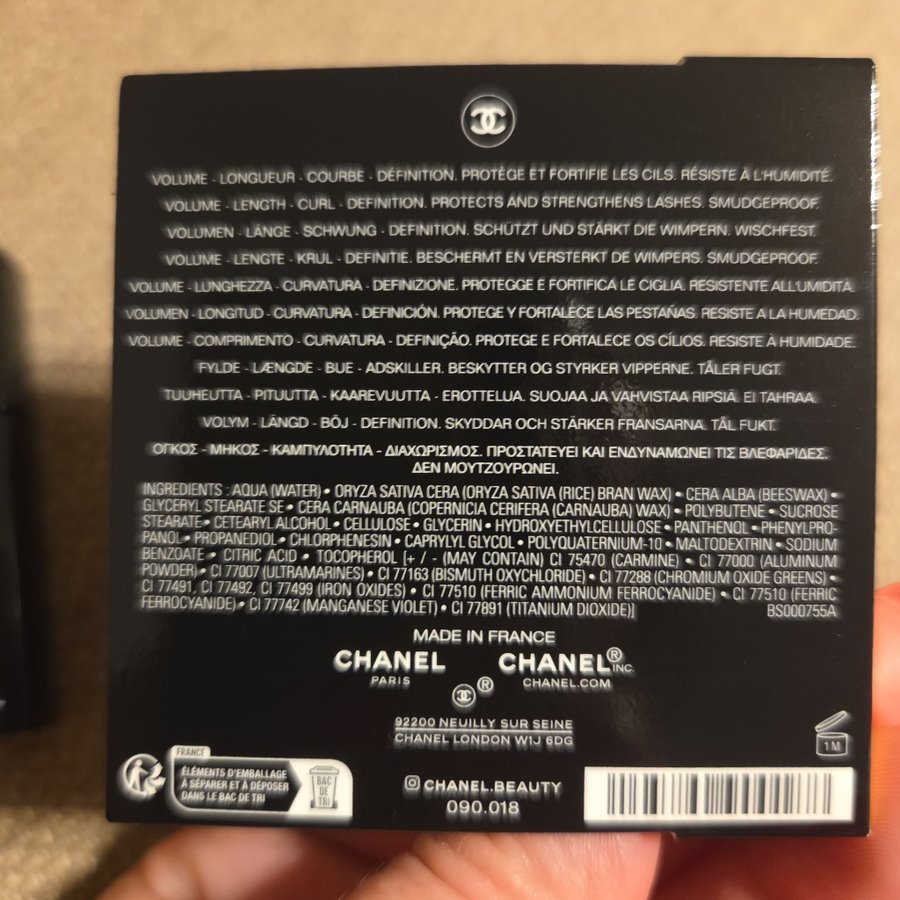 VOLUME - LONGUEUR - COURBE - DÉFINITION. PROTÈGE ET FORTIFIE LES CILS. RÉSISTE À L'HUMIDITÉ.
VOLUME - LENGTH - CURL - DEFINITION. PROTECTS AND STRENGTHENS LASHES. SMUDGEPROOF.
VOLUMEN - LÄNGE - SCHWUNG - DEFINITION. SCHÜTZT UND STÄRKT DIE WIMPERN. WISCHFEST.
VOLUME - LENGTE - KRUL - DEFINITIE. BESCHERMT EN VERSTERKT DE WIMPERS. SMUDGEPROOF.
VOLUME - LUNGHEZZA - CURVATURA - DEFINIZIONE. PROTEGGE E FORTIFICA LE CIGLIA. RESISTENTE ALL'UMIDITÀ.
VOLUMEN - LONGITUD - CURVATURA - DEFINICIÓN. PROTEGE Y FORTALECE LAS PESTAÑAS. RESISTE A LA HUMEDAD.
VOLUME - COMPRIMENTO - CURVATURA - DEFINIÇÃO. PROTEGE E FORTALECE OS CÍLIOS. RESISTE À HUMIDADE.
FYLDE - LÆNGDE - BUE - ADSKILLER. BESKYTTER OG STYRKER VIPPERNE. TÅLER FUGT.
TUUHEUTTA - PITUUTTA - KAAREVUUTTA - EROTTELUA. SUOJAA JA VAHVISTAA RIPSIÄ. EI TAHRAA.
VOLYM - LÄNGD - BÖJ - DEFINITION. SKYDDAR OCH STÄRKER FRANSARNA. TÅL FUKT.
ΟΓΚΟΣ - ΜΗΚΟΣ - ΚΑΜΠΥΛΟΤΗΤΑ - ΔΙΑΧΩΡΙΣΜΟΣ. ΠΡΟΣΤΑΤΕΥΕΙ ΚΑΙ ΕΝΔΥΝΑΜΩΝΕΙ ΤΙΣ ΒΛΕΦΑΡΙΔΕΣ.
ΔΕΝ ΜΟΥΤΖΟΥΡΩΝΕΙ.
INGREDIENTS : AQUA (WATER) • ORYZA SATIVA CERA (ORYZA SATIVA (RICE) BRAN WAX) • CERA ALBA (BEESWAX) •
GLYCERYL STEARATE SE • CERA CARNAUBA (COPERNICIA CERIFERA (CARNAUBA) WAX) • POLYBUTENE • SUCROSE
STEARATE • CETEARYL ALCOHOL • CELLULOSE • GLYCERIN • HYDROXYETHYLCELLULOSE • PANTHENOL • PHENYLPRO-
PANOL • PROPANEDIOL • CHLORPHENESIN • CAPRYLYL GLYCOL • POLYQUATERNIUM-10 • MALTODEXTRIN • SODIUM
BENZOATE • CITRIC ACID • TOCOPHEROL [+ / - (MAY CONTAIN) CI 75470 (CARMINE) • CI 77000 (ALUMINUM
POWDER) • CI 77007 (ULTRAMARINES) • CI 77163 (BISMUTH OXYCHLORIDE) • CI 77288 (CHROMIUM OXIDE GREENS) •
CI 77491, CI 77492, CI 77499 (IRON OXIDES) • CI 77510 (FERRIC AMMONIUM FERROCYANIDE) • CI 77510 (FERRIC
FERROCYANIDE) • CI 77742 (MANGANESE VIOLET) • CI 77891 (TITANIUM DIOXIDE)] BS000755A
MADE IN FRANCE
CHANEL CHANEL® INC.
PARIS CHANEL.COM
®
92200 NEUILLY SUR SEINE
CHANEL LONDON W1J 6DG
1M
FRANCE
ÉLÉMENTS D'EMBALLAGE
À SÉPARER ET À DÉPOSER
DANS LE BAC DE TRI
BAC
DE
TRI
CHANEL.BEAUTY
090.018